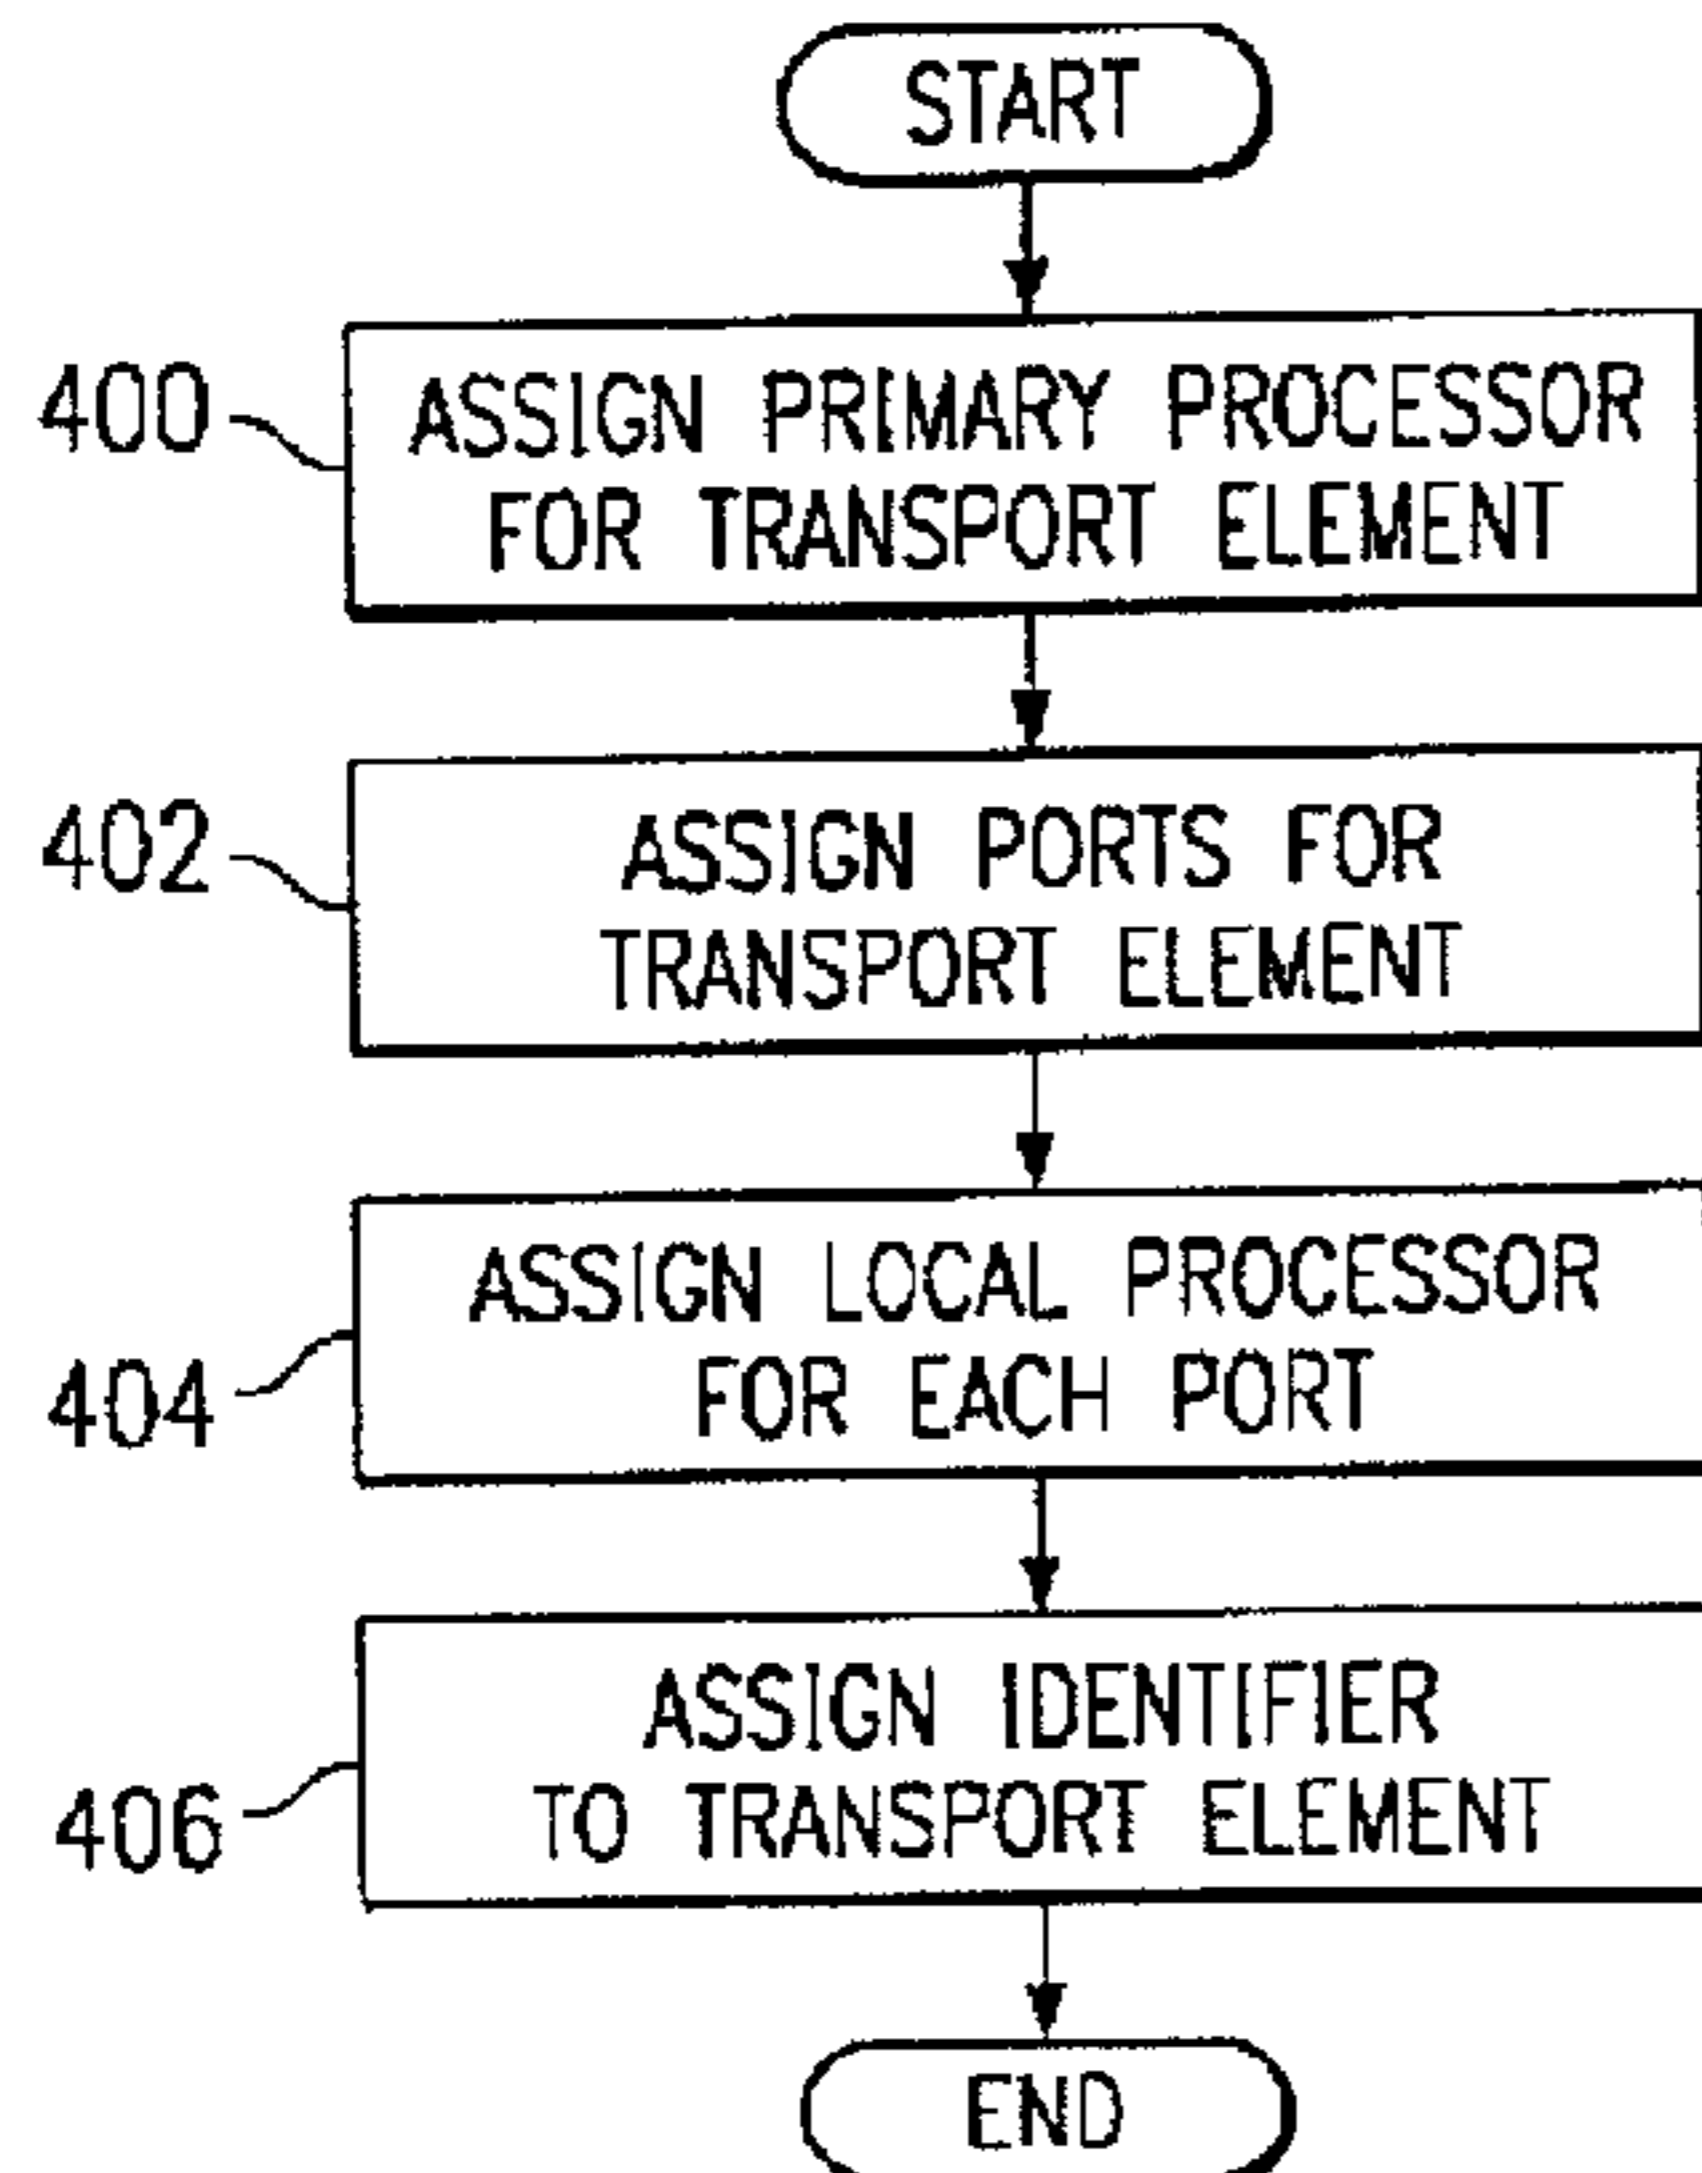 START
400
ASSIGN PRIMARY PROCESSOR
FOR TRANSPORT ELEMENT
402
ASSIGN PORTS FOR
TRANSPORT ELEMENT
404
ASSIGN LOCAL PROCESSOR
FOR EACH PORT
406
ASSIGN IDENTIFIER
TO TRANSPORT ELEMENT
END